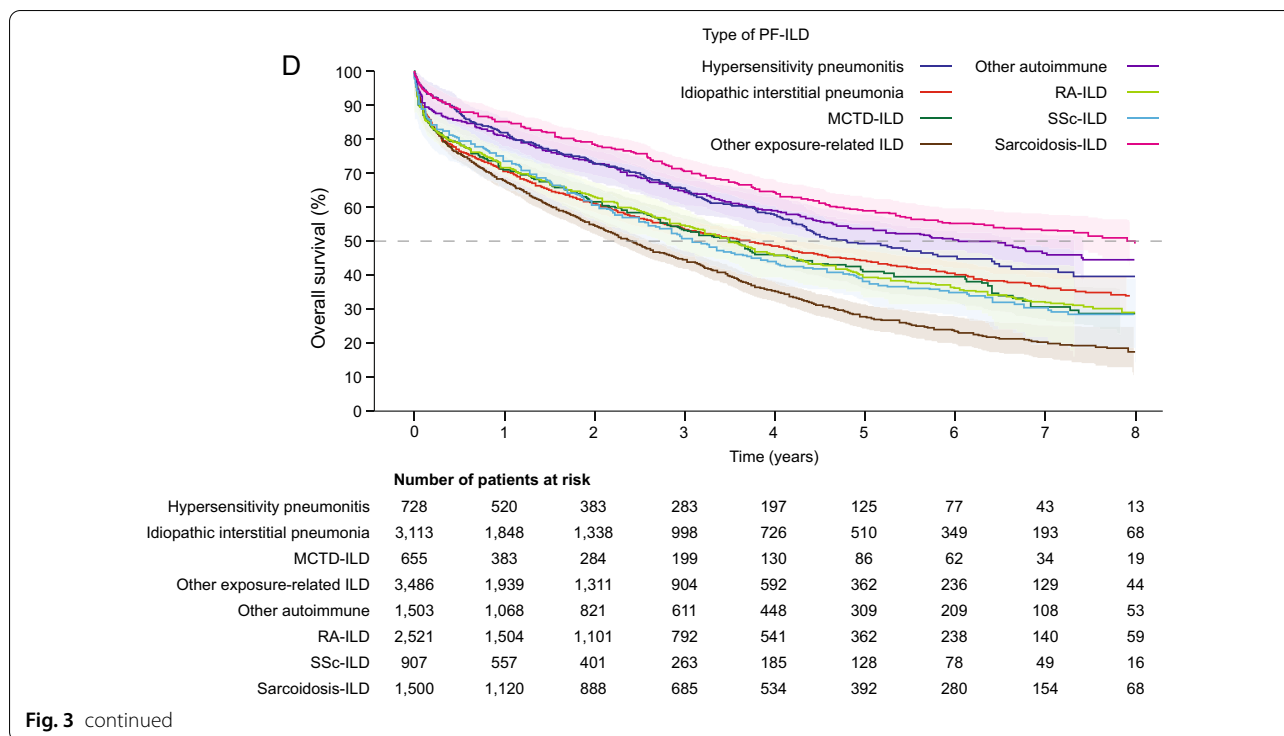 Type of PF-ILD
D
Hypersensitivity pneumonitis Other autoimmune
Idiopathic interstitial pneumonia RA-ILD
MCTD-ILD SSc-ILD
Other exposure-related ILD Sarcoidosis-ILD
Overall survival (%)
100
90
80
70
60
50
40
30
20
10
0
0 1 2 3 4 5 6 7 8
Time (years)
Number of patients at risk
Hypersensitivity pneumonitis 728 520 383 283 197 125 77 43 13
Idiopathic interstitial pneumonia 3,113 1,848 1,338 998 726 510 349 193 68
MCTD-ILD 655 383 284 199 130 86 62 34 19
Other exposure-related ILD 3,486 1,939 1,311 904 592 362 236 129 44
Other autoimmune 1,503 1,068 821 611 448 309 209 108 53
RA-ILD 2,521 1,504 1,101 792 541 362 238 140 59
SSc-ILD 907 557 401 263 185 128 78 49 16
Sarcoidosis-ILD 1,500 1,120 888 685 534 392 280 154 68
Fig. 3 continued